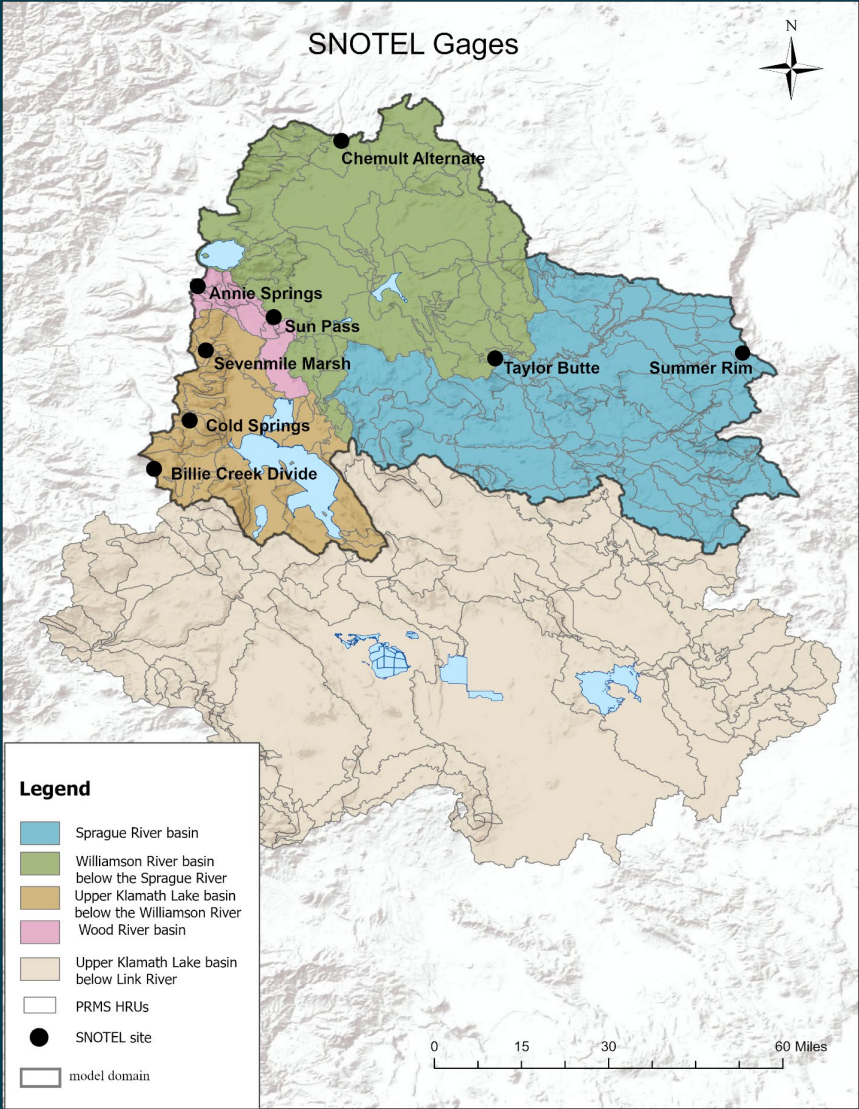 SNOTEL Gages
N
Chemult Alternate
Annie Springs
Sun Pass
Sevenmile Marsh
Taylor Butte
Summer Rim
Cold Springs
Billie Creek Divide
Legend
Sprague River basin
Williamson River basin
below the Sprague River
Upper Klamath Lake basin
below the Williamson River
Wood River basin
Upper Klamath Lake basin
below Link River
PRMS HRUs
SNOTEL site
model domain
0 15 30 60 Miles